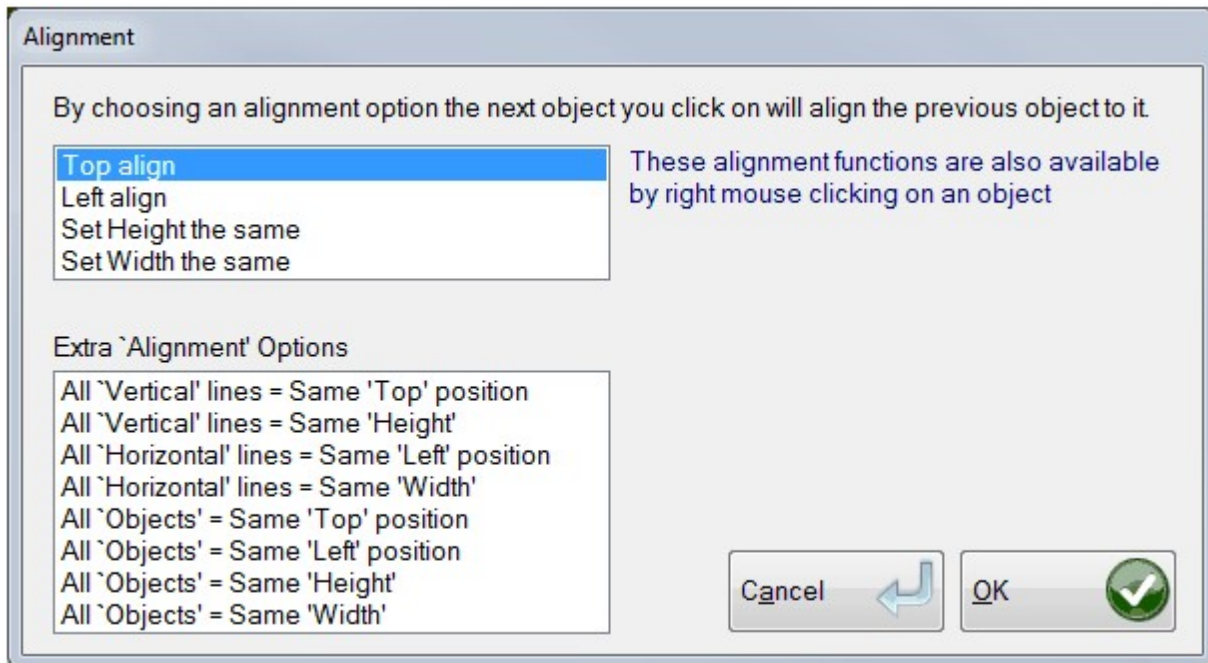 Alignment
By choosing an alignment option the next object you click on will align the previous object to it.
Top align
Left align
Set Height the same
Set Width the same
These alignment functions are also available
by right mouse clicking on an object
Extra `Alignment' Options
All `Vertical' lines = Same 'Top' position
All `Vertical' lines = Same 'Height'
All `Horizontal' lines = Same 'Left' position
All `Horizontal' lines = Same 'Width'
All `Objects' = Same 'Top' position
All `Objects' = Same 'Left' position
All `Objects' = Same 'Height'
All `Objects' = Same 'Width'
Cancel
OK